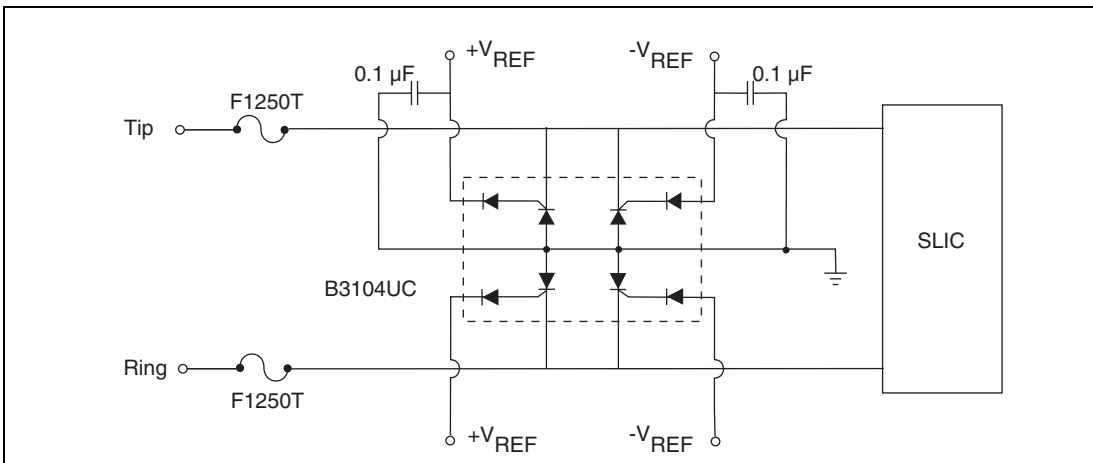 +VREF
-VREF
0.1 µF
0.1 µF
F1250T
Tip
SLIC
B3104UC
Ring
F1250T
+VREF
-VREF